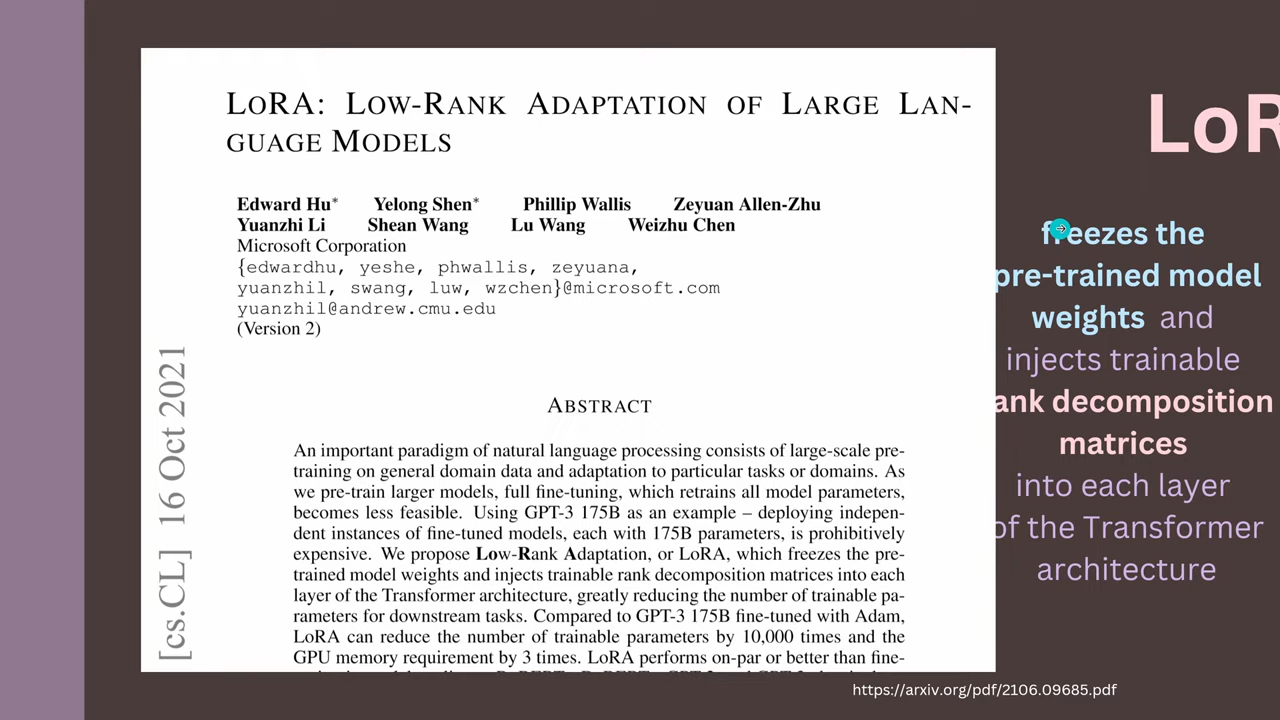 LORA: LOW-RANK ADAPTATION OF LARGE LAN-
GUAGE MODELS
Edward Hu* Yelong Shen* Phillip Wallis Zeyuan Allen-Zhu
Yuanzhi Li Shean Wang Lu Wang Weizhu Chen
Microsoft Corporation
{edwardhu, yeshe, phwallis, zeyuana,
yuanzhil, swang, luw, wzchen}@microsoft.com
yuanzhil@andrew.cmu.edu
(Version 2)
[cs.CL] 16 Oct 2021
ABSTRACT
An important paradigm of natural language processing consists of large-scale pre-
training on general domain data and adaptation to particular tasks or domains. As
we pre-train larger models, full fine-tuning, which retrains all model parameters,
becomes less feasible. Using GPT-3 175B as an example – deploying indepen-
dent instances of fine-tuned models, each with 175B parameters, is prohibitively
expensive. We propose Low-Rank Adaptation, or LoRA, which freezes the pre-
trained model weights and injects trainable rank decomposition matrices into each
layer of the Transformer architecture, greatly reducing the number of trainable pa-
rameters for downstream tasks. Compared to GPT-3 175B fine-tuned with Adam,
LoRA can reduce the number of trainable parameters by 10,000 times and the
GPU memory requirement by 3 times. LoRA performs on-par or better than fine-
LoR
freezes the
pre-trained model
weights and
injects trainable
ank decomposition
matrices
into each layer
of the Transformer
architecture
https://arxiv.org/pdf/2106.09685.pdf